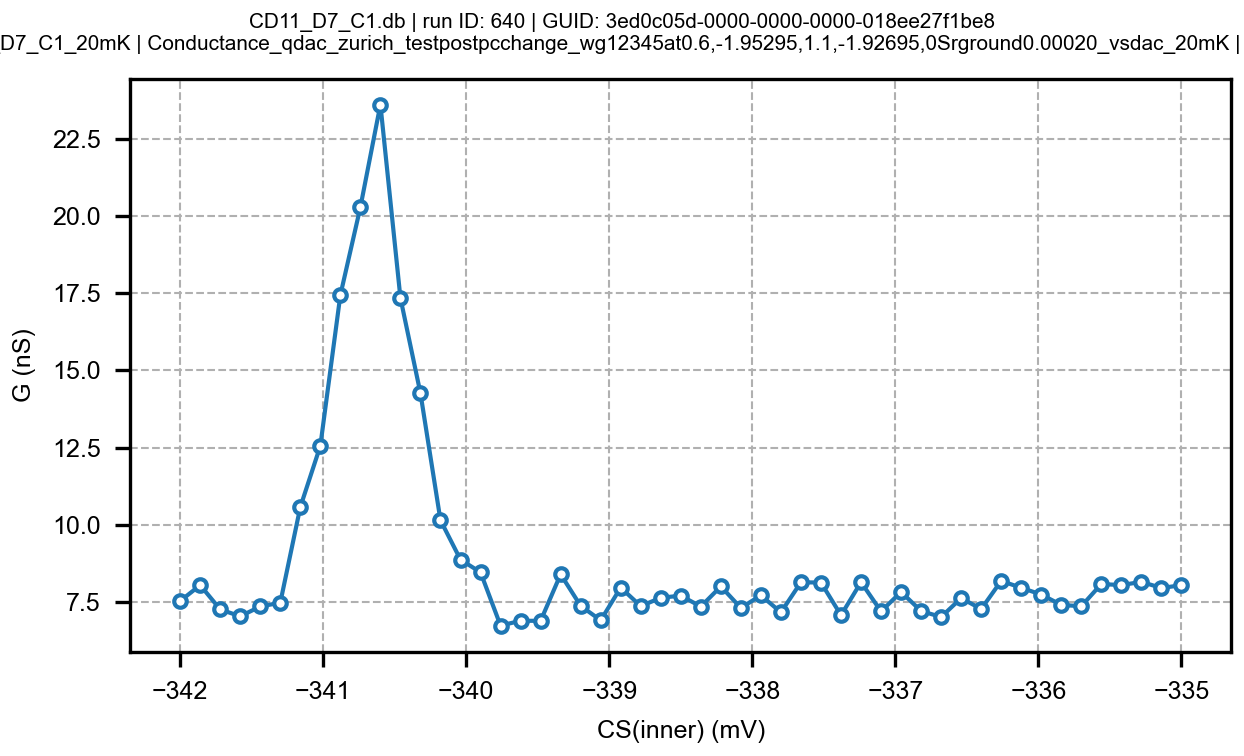 CD11_D7_C1.db | run ID: 640 | GUID: 3ed0c05d-0000-0000-0000-018ee27f1be8
_D7_C1_20mK | Conductance_qdac_zurich_testpostpcchange_wg12345at0.6,-1.95295,1.1,-1.92695,0Srground0.00020_vsdac_20mK |
22.5
20.0
17.5
15.0
12.5
10.0
7.5
G (nS)
−342 −341 −340 −339 −338 −337 −336 −335
CS(inner) (mV)